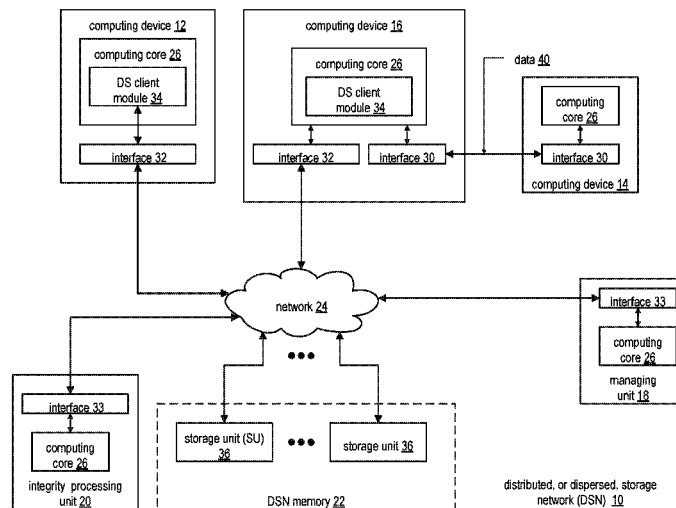 computing device 12
computing core 26
DS client
module 34
interface 32
computing device 16
computing core 26
DS client
module 34
interface 32
interface 30
data 40
computing
core 26
interface 30
computing device 14
network 24
interface 33
computing
core 26
managing
unit 18
interface 33
computing
core 26
integrity processing
unit 20
storage unit (SU)
36
storage unit 36
DSN memory 22
distributed, or dispersed, storage
network (DSN) 10